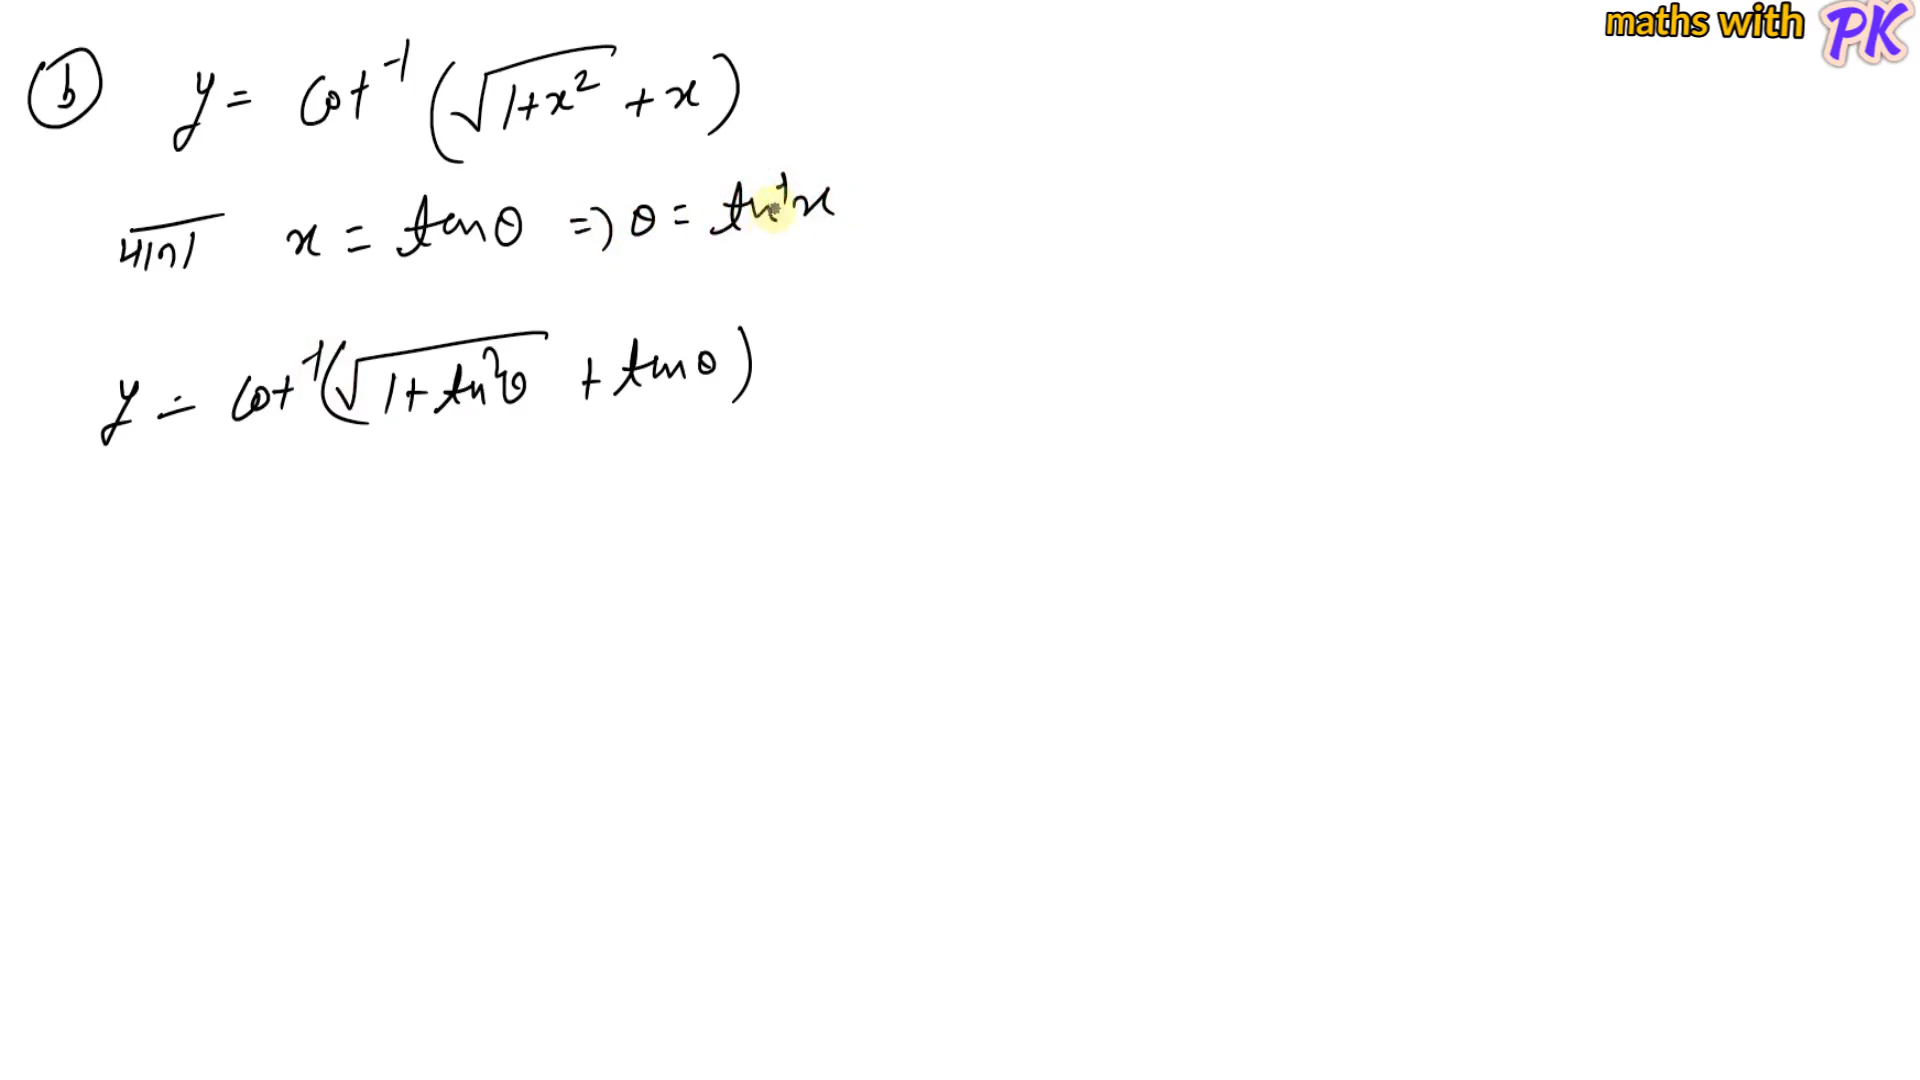 maths with PK
(b) y = cot⁻¹ (√(1+x²) + x)
माना x = tanθ => θ = tan⁻¹x
y = cot⁻¹(√(1+tan²θ) + tanθ)